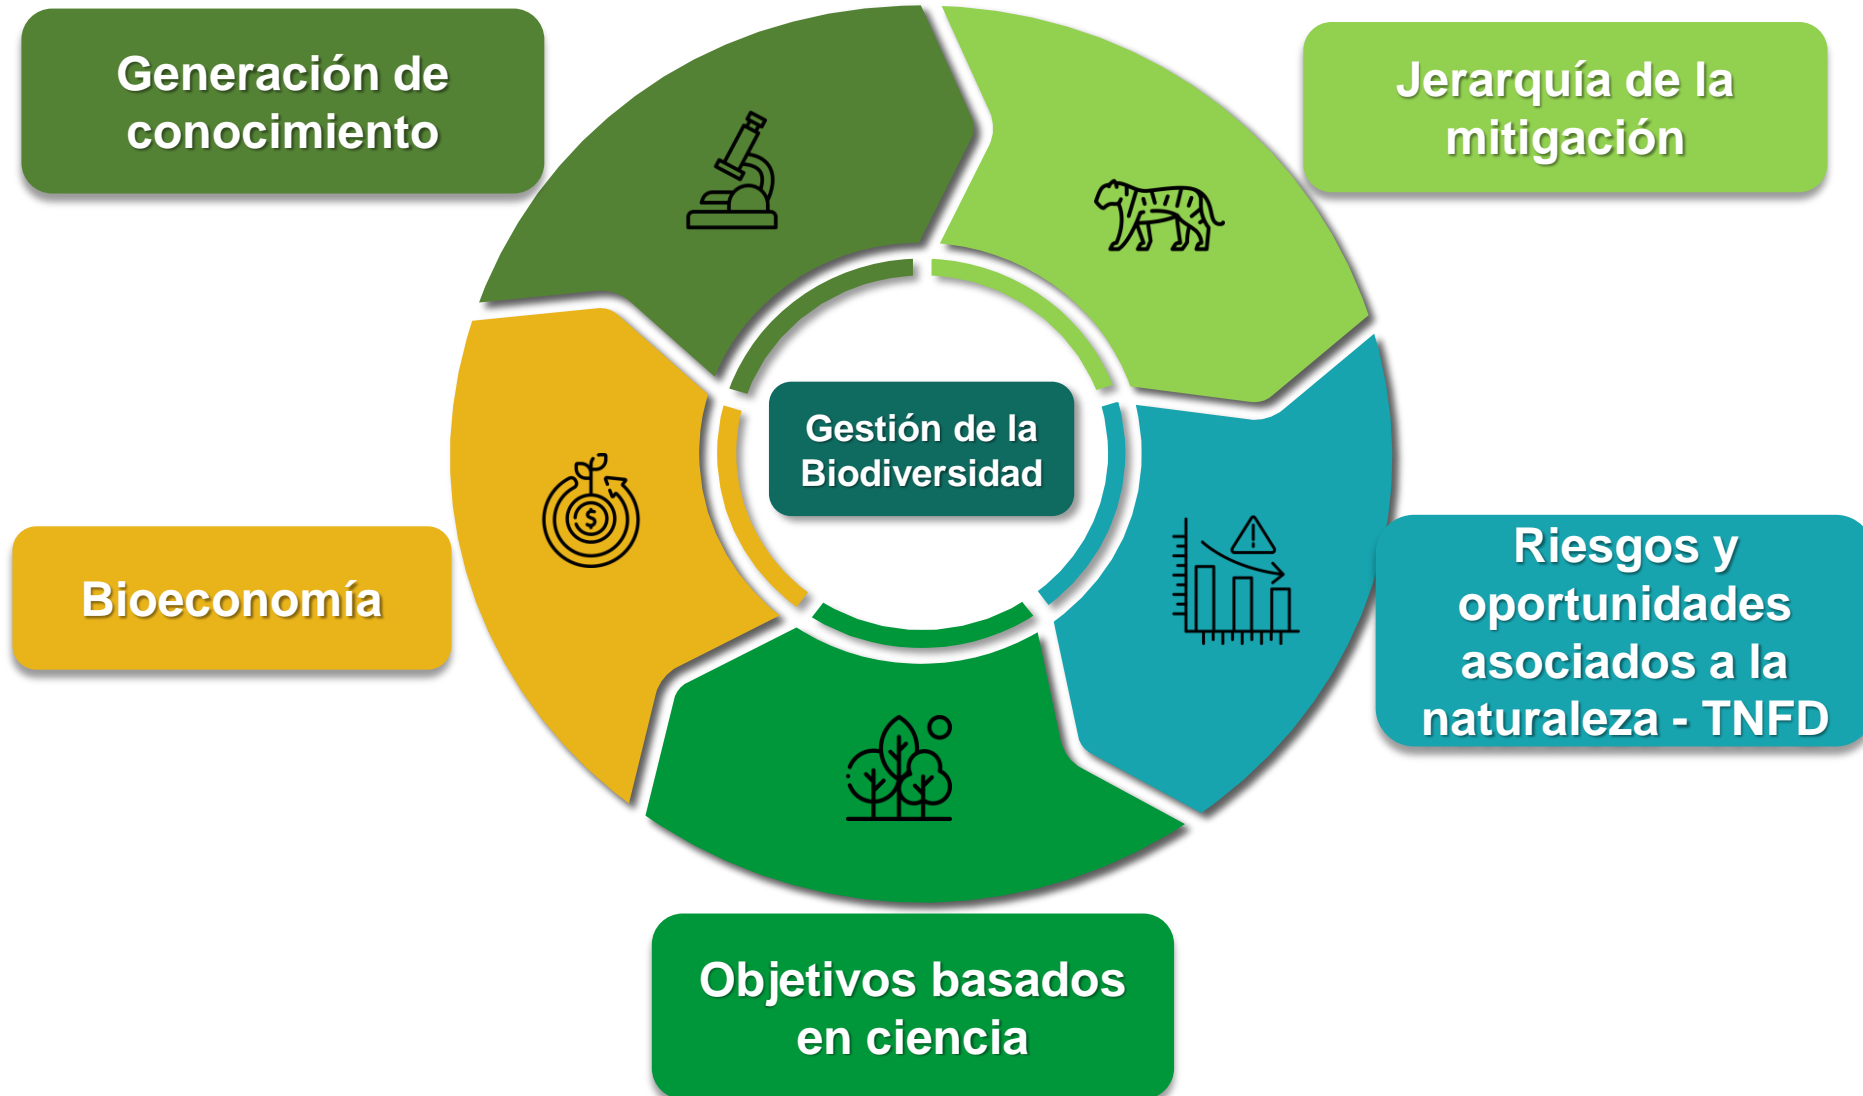 Generación de
conocimiento
Jerarquía de la
mitigación
Gestión de la
Biodiversidad
Riesgos y
oportunidades
asociados a la
naturaleza - TNFD
Bioeconomía
$
Objetivos basados
en ciencia